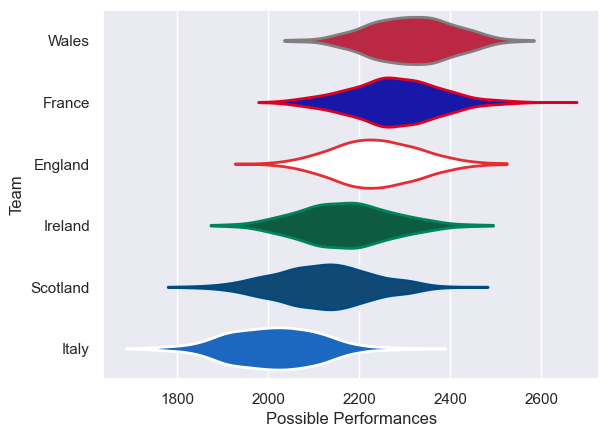 Wales
France
England
Ireland
Scotland
Italy
Team
1800 2000 2200 2400 2600
Possible Performances